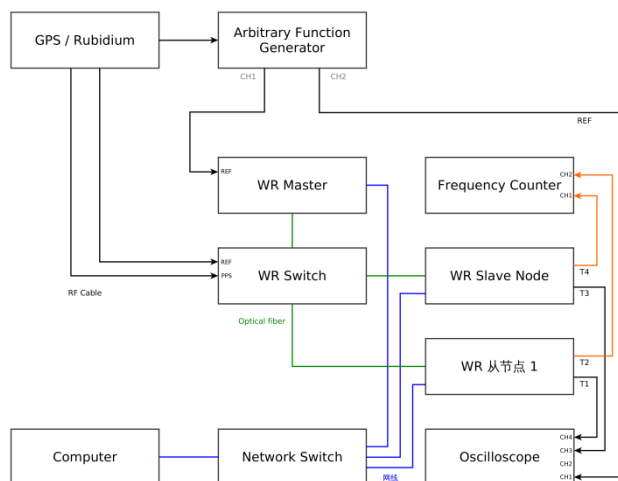 GPS / Rubidium
Arbitrary Function
Generator
CH1
CH2
REF
REF
WR Master
Frequency Counter
CH2
CH1
REF
PPS
WR Switch
WR Slave Node
T4
T3
RF Cable
Optical fiber
WR 从节点 1
T2
T1
Computer
Network Switch
网线
Oscilloscope
CH4
CH3
CH2
CH1